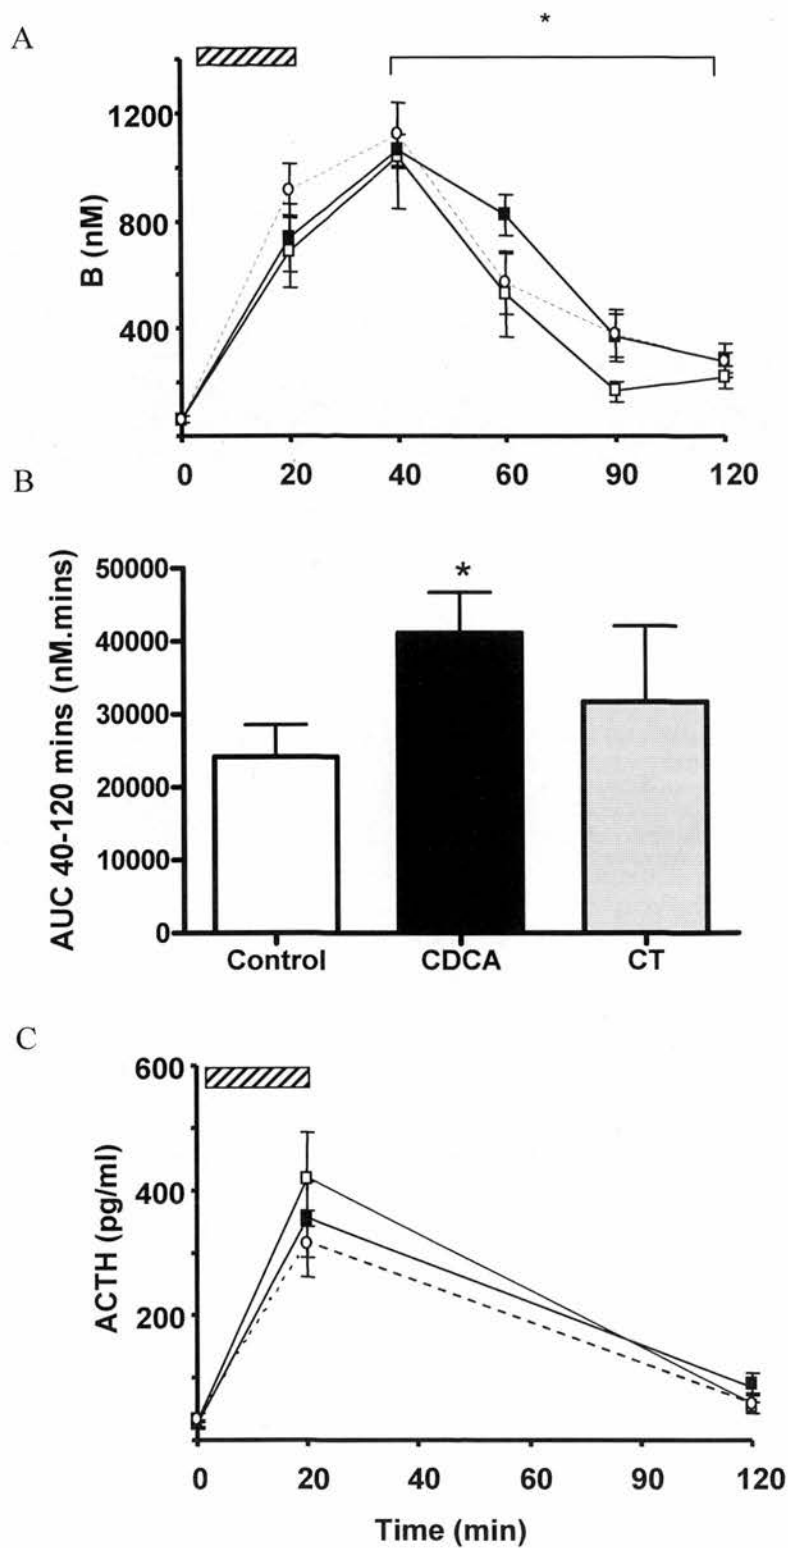 A
*
B (nM)
1200
800
400
0 20 40 60 90 120
B
AUC 40-120 mins (nM.mins)
50000
40000
30000
20000
10000
0
*
Control CDCA CT
C
ACTH (pg/ml)
600
400
200
0 20 40 60 90 120
Time (min)